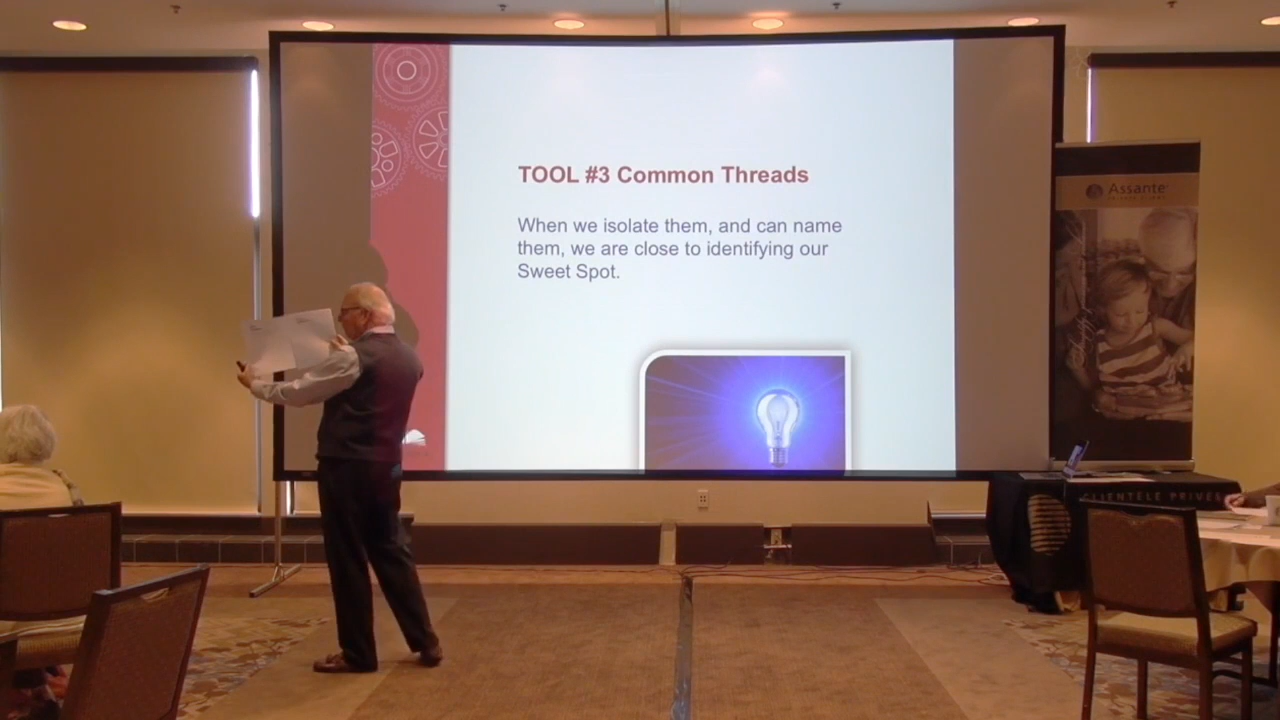 TOOL #3 Common Threads
When we isolate them, and can name
them, we are close to identifying our
Sweet Spot.
Assante
CLIENTÈLE PRIVÉE